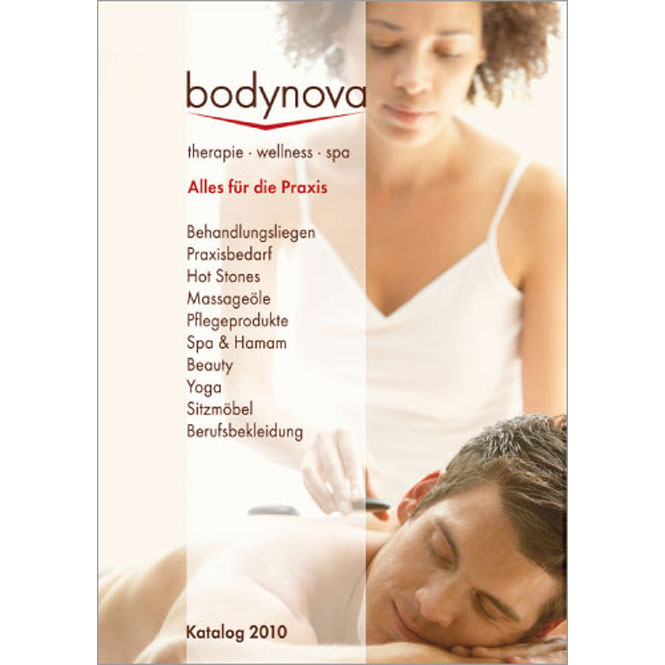 bodynova
therapie · wellness · spa
Alles für die Praxis
Behandlungsliegen
Praxisbedarf
Hot Stones
Massageöle
Pflegeprodukte
Spa & Hamam
Beauty
Yoga
Sitzmöbel
Berufsbekleidung
Katalog 2010